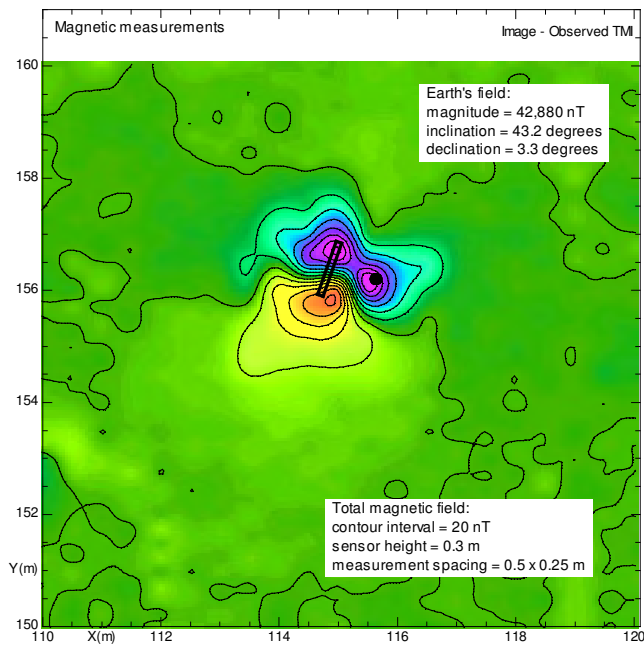 Magnetic measurements
Image - Observed TMI
160
Earth's field:
magnitude = 42,880 nT
inclination = 43.2 degrees
declination = 3.3 degrees
158
156
154
152
Total magnetic field:
contour interval = 20 nT
sensor height = 0.3 m
measurement spacing = 0.5 x 0.25 m
Y(m)
150
110 X(m) 112 114 116 118 120